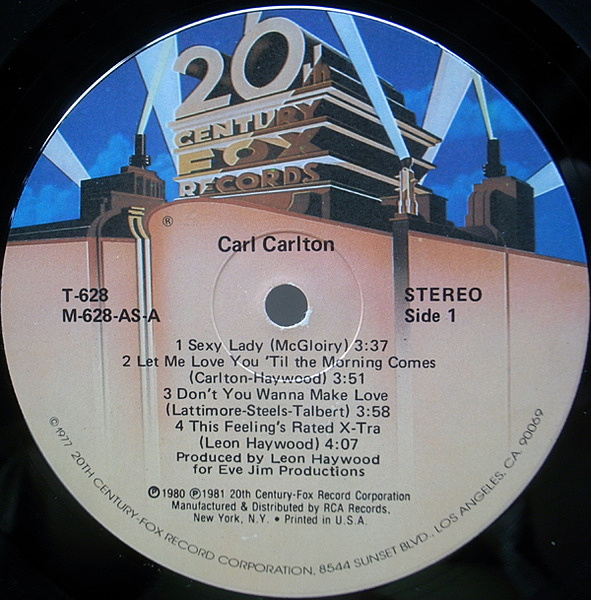 20th
CENTURY
FOX
RECORDS
®
Carl Carlton
T-628
M-628-AS-A
STEREO
Side 1
1 Sexy Lady (McGloiry) 3:37
2 Let Me Love You 'Til the Morning Comes
(Carlton-Haywood) 3:51
3 Don't You Wanna Make Love
(Lattimore-Steels-Talbert) 3:58
4 This Feeling's Rated X-Tra
(Leon Haywood) 4:07
Produced by Leon Haywood
for Eve Jim Productions
℗1980 ℗1981 20th Century-Fox Record Corporation
Manufactured & Distributed by RCA Records,
New York, N.Y. • Printed in U.S.A.
© 1977 20TH CENTURY-FOX RECORD CORPORATION, 8544 SUNSET BLVD., LOS ANGELES, CA. 90069